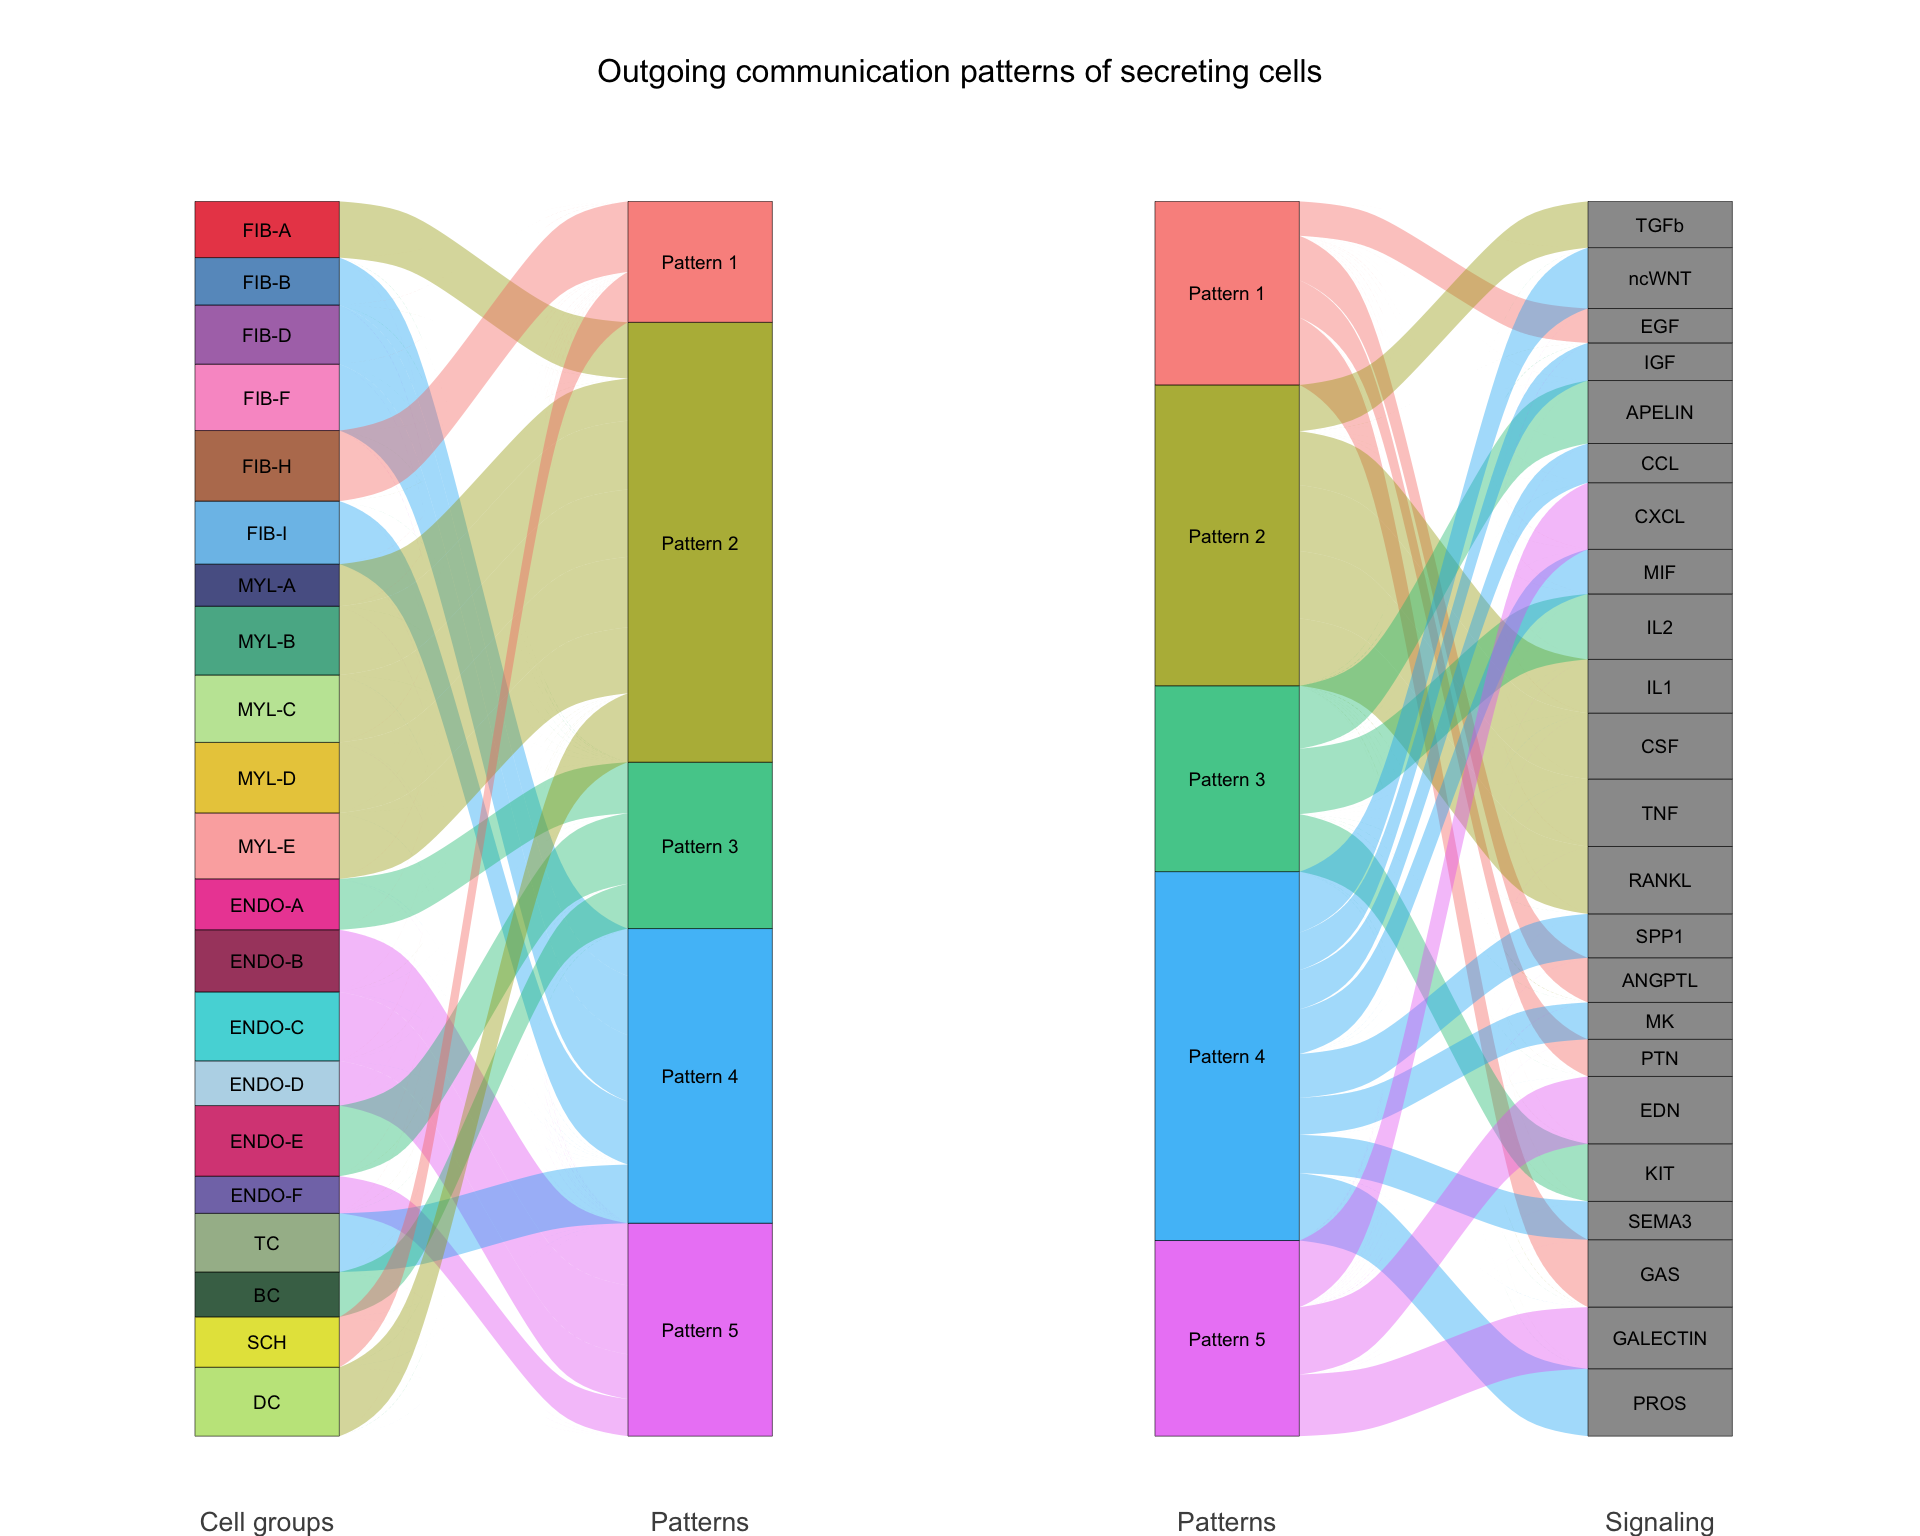 Outgoing communication patterns of secreting cells
FIB-A
FIB-B
FIB-D
FIB-F
FIB-H
FIB-I
MYL-A
MYL-B
MYL-C
MYL-D
MYL-E
ENDO-A
ENDO-B
ENDO-C
ENDO-D
ENDO-E
ENDO-F
TC
BC
SCH
DC
Pattern 1
Pattern 2
Pattern 3
Pattern 4
Pattern 5
Pattern 1
Pattern 2
Pattern 3
Pattern 4
Pattern 5
TGFb
ncWNT
EGF
IGF
APELIN
CCL
CXCL
MIF
IL2
IL1
CSF
TNF
RANKL
SPP1
ANGPTL
MK
PTN
EDN
KIT
SEMA3
GAS
GALECTIN
PROS
Cell groups
Patterns
Patterns
Signaling